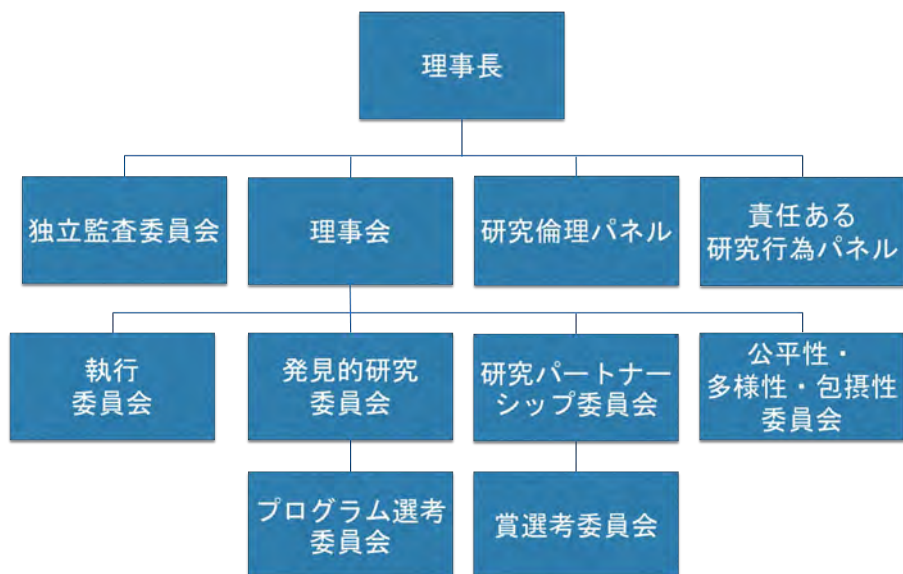 理事長
独立監査委員会
理事会
研究倫理パネル
責任ある
研究行為パネル
執行
委員会
発見的研究
委員会
研究パートナー
シップ委員会
公平性・
多様性・包摂性
委員会
プログラム選考
委員会
賞選考委員会